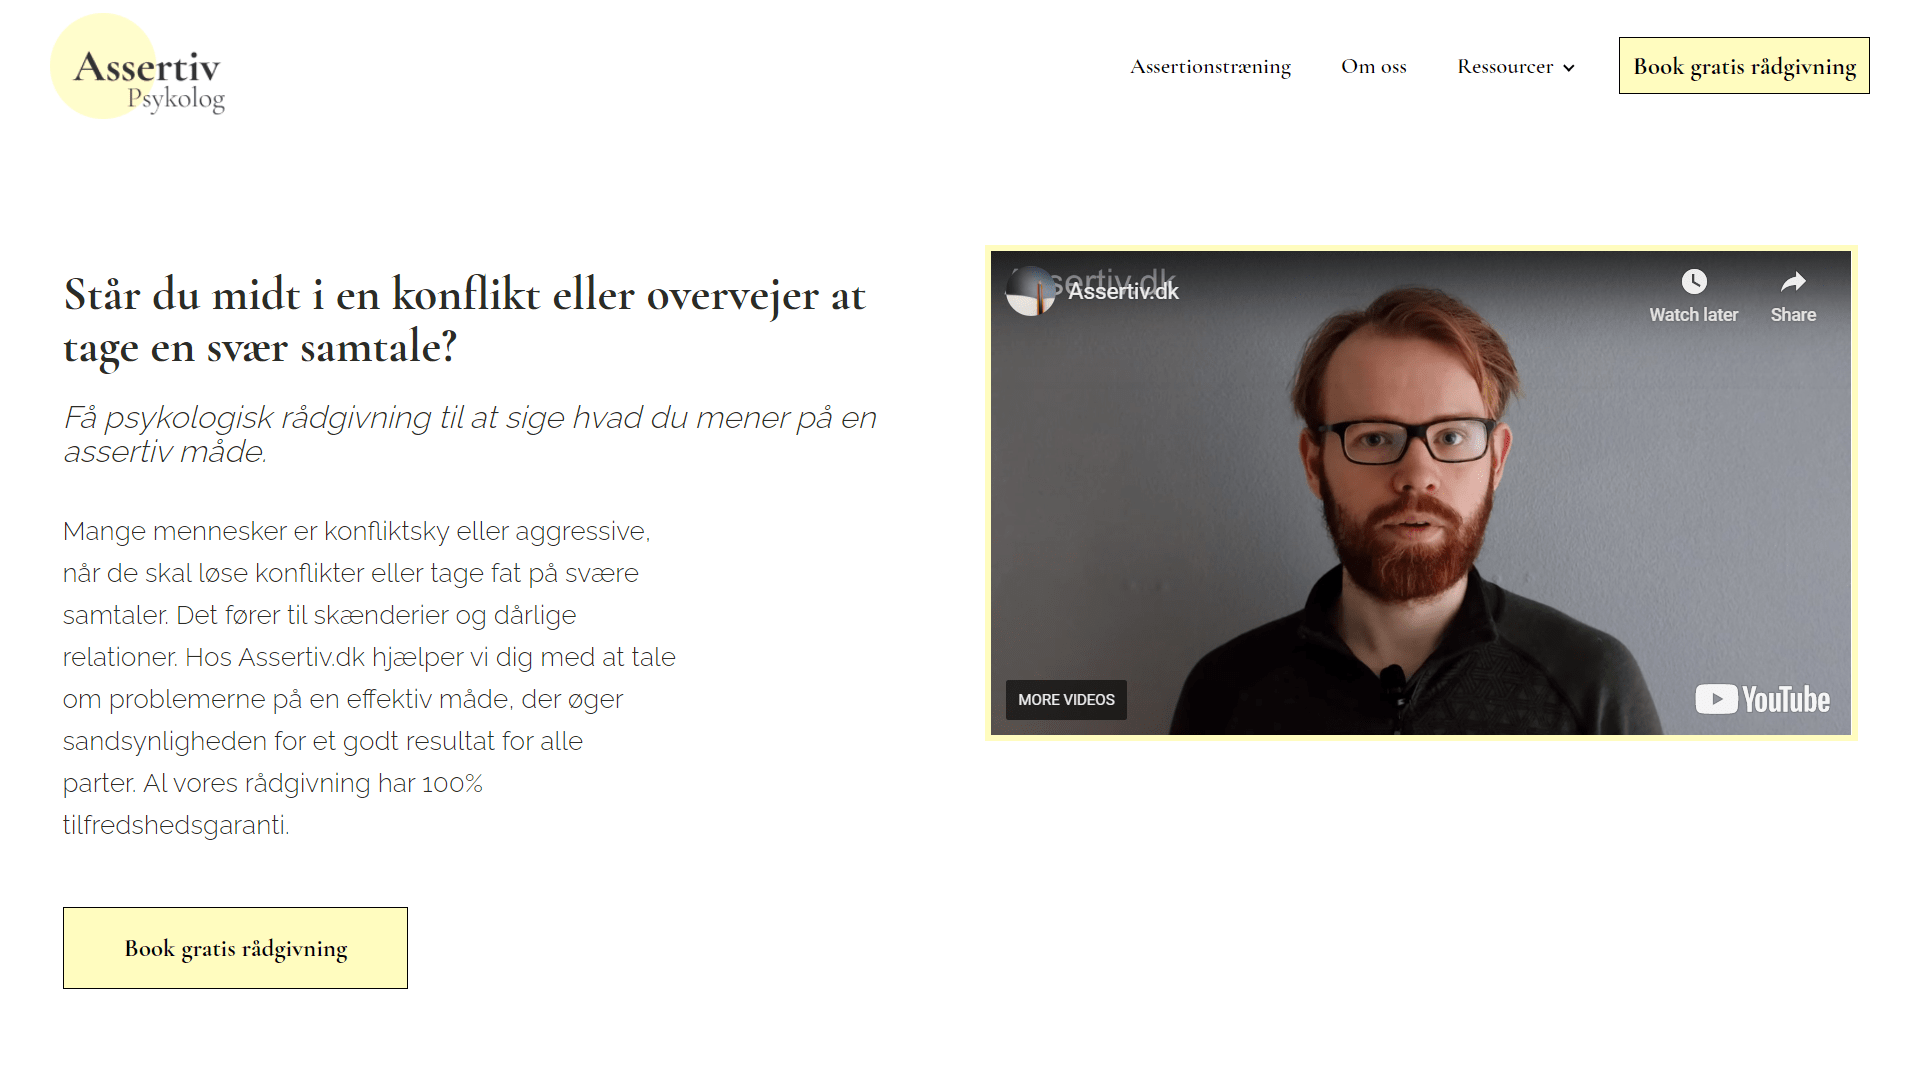 Assertiv
Psykolog
Assertionstræning
Om oss
Ressourcer
Book gratis rådgivning
Står du midt i en konflikt eller overvejer at
tage en svær samtale?
Få psykologisk rådgivning til at sige hvad du mener på en
assertiv måde.
Mange mennesker er konfliktsky eller aggressive,
når de skal løse konflikter eller tage fat på svære
samtaler. Det fører til skænderier og dårlige
relationer. Hos Assertiv.dk hjælper vi dig med at tale
om problemerne på en effektiv måde, der øger
sandsynligheden for et godt resultat for alle
parter. Al vores rådgivning har 100%
tilfredshedsgaranti.
Book gratis rådgivning
Assertiv.dk
Assertiv.dk
Watch later
Share
MORE VIDEOS
YouTube